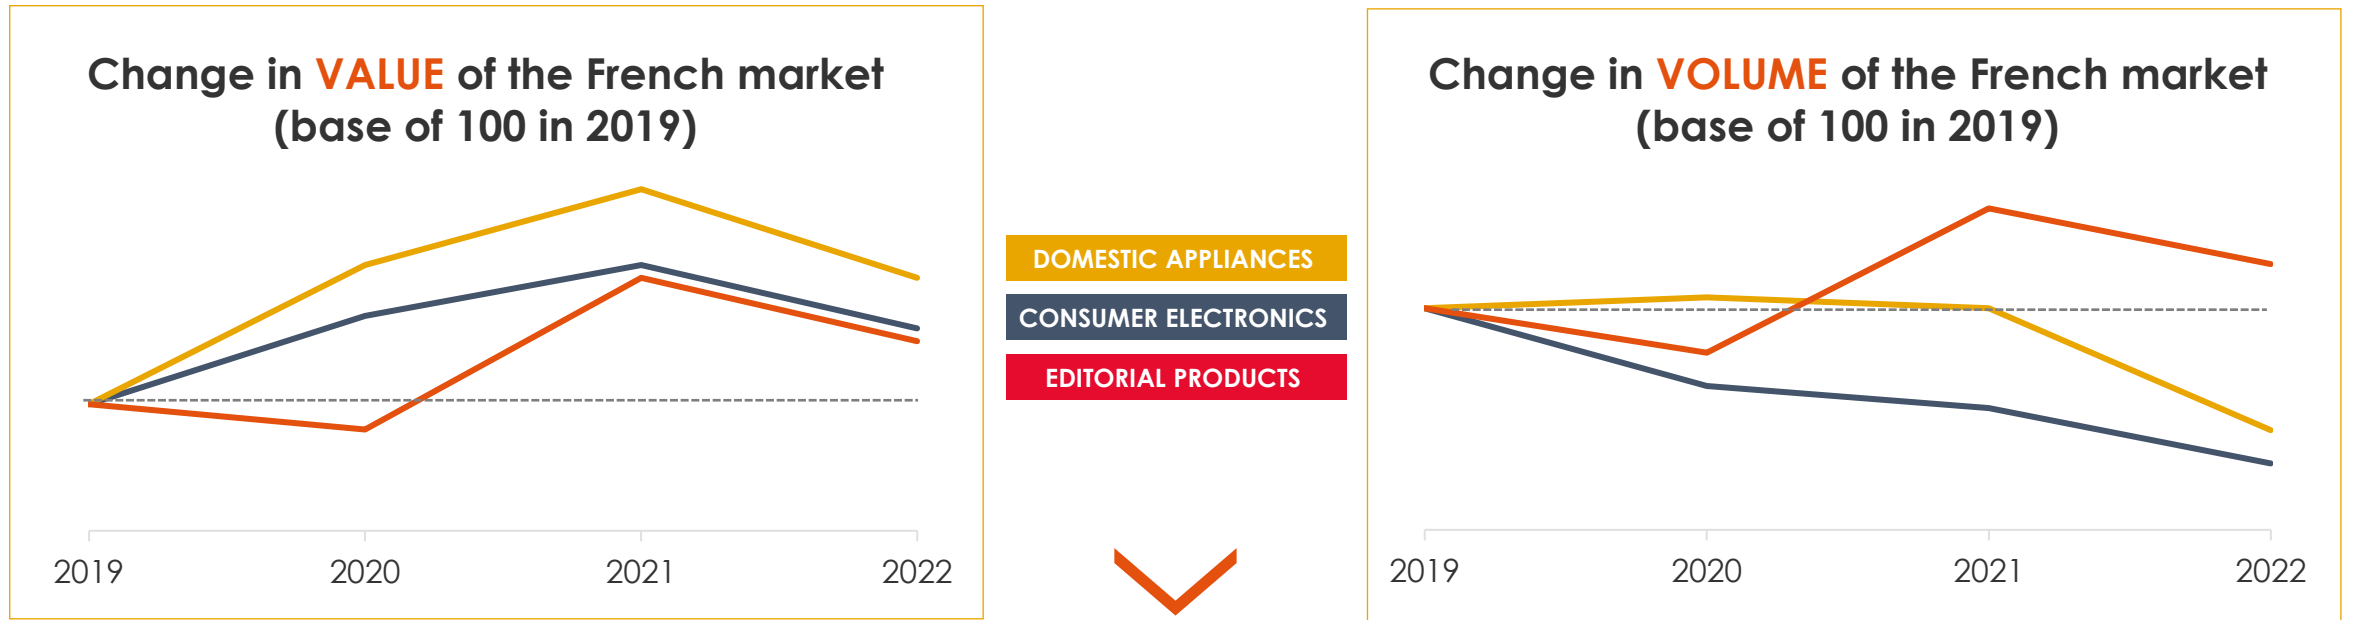 Change in VALUE of the French market
(base of 100 in 2019)
2019
2020
2021
2022
DOMESTIC APPLIANCES
CONSUMER ELECTRONICS
EDITORIAL PRODUCTS
Change in VOLUME of the French market
(base of 100 in 2019)
2019
2020
2021
2022